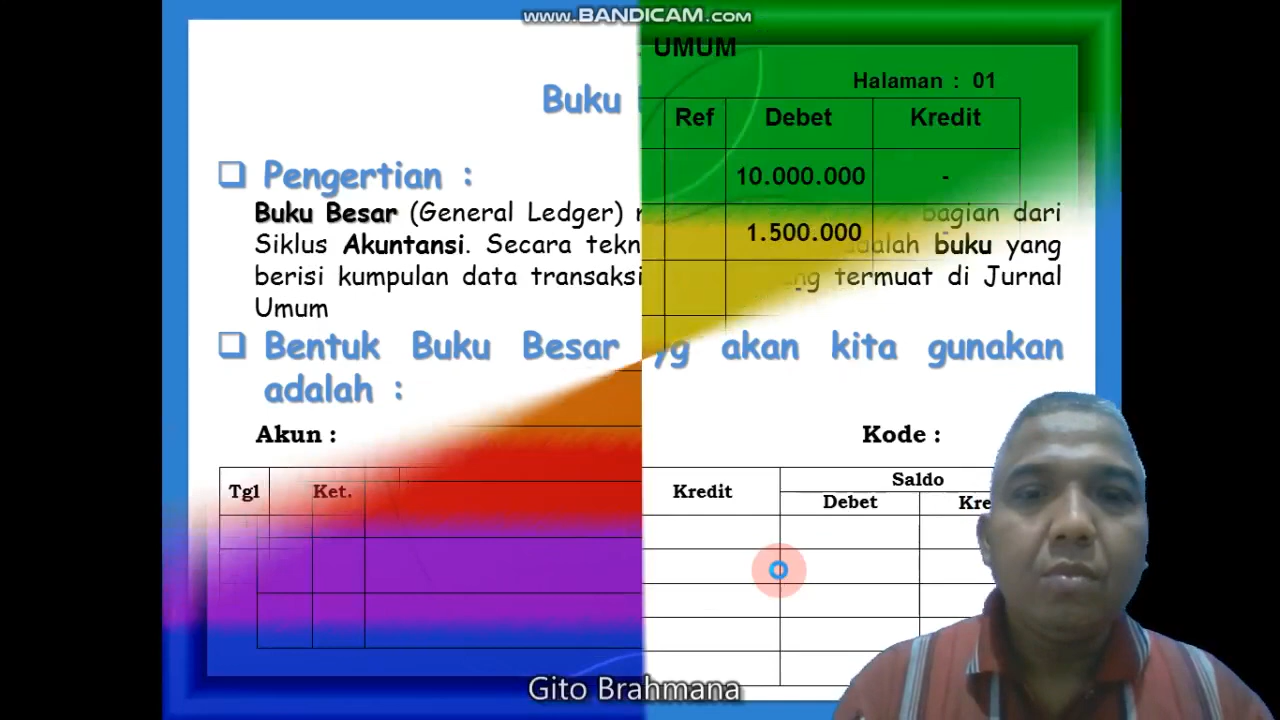 www.BANDICAM.com
UMUM
Halaman : 01
Buku
Ref Debet Kredit
Pengertian :
10.000.000 -
Buku Besar (General Ledger) bagian dari
1.500.000 -
Siklus Akuntansi. Secara adalah buku yang
berisi kumpulan data transaksi termuat di Jurnal
Umum
Bentuk Buku Besar yg akan kita gunakan
adalah :
Akun : Kode :
Tgl Ket. Kredit Saldo
Debet
Gito Brahmana